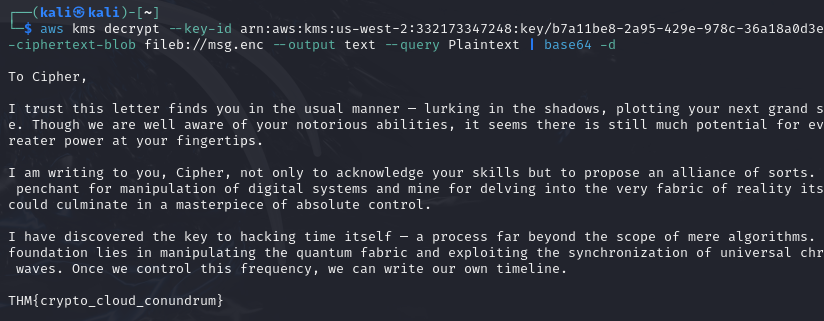 ┌──(kali㉿kali)-[~]
└─$ aws kms decrypt --key-id arn:aws:kms:us-west-2:332173347248:key/b7a11be8-2a95-429e-978c-36a18a0d3e
-ciphertext-blob fileb://msg.enc --output text --query Plaintext | base64 -d
To Cipher,
I trust this letter finds you in the usual manner — lurking in the shadows, plotting your next grand s
e. Though we are well aware of your notorious abilities, it seems there is still much potential for ev
reater power at your fingertips.
I am writing to you, Cipher, not only to acknowledge your skills but to propose an alliance of sorts.
penchant for manipulation of digital systems and mine for delving into the very fabric of reality its
could culminate in a masterpiece of absolute control.
I have discovered the key to hacking time itself — a process far beyond the scope of mere algorithms.
foundation lies in manipulating the quantum fabric and exploiting the synchronization of universal chr
waves. Once we control this frequency, we can write our own timeline.
THM{crypto_cloud_conundrum}